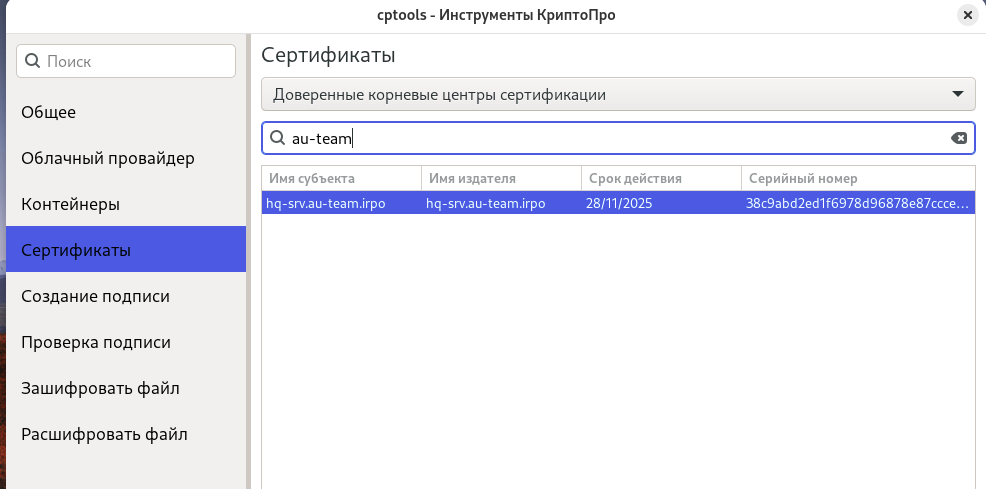 cptools - Инструменты КриптоПро
Поиск
Общее
Облачный провайдер
Контейнеры
Сертификаты
Создание подписи
Проверка подписи
Зашифровать файл
Расшифровать файл
Сертификаты
Доверенные корневые центры сертификации
au-team
Имя субъекта Имя издателя Срок действия Серийный номер
hq-srv.au-team.irpo hq-srv.au-team.irpo 28/11/2025 38c9abd2ed1f6978d96878e87ccce...